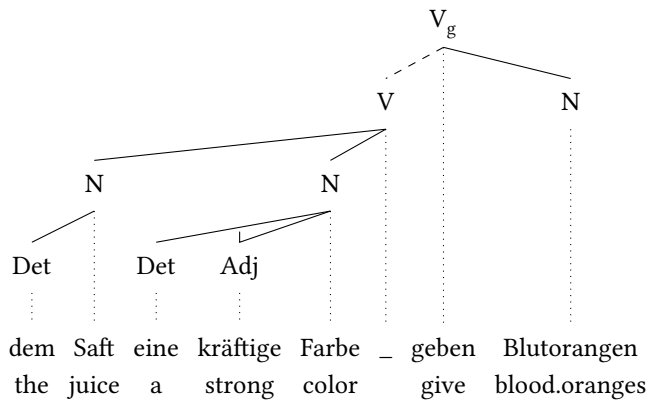 V_g
V N
N N
Det Det Adj
dem Saft eine kräftige Farbe _ geben Blutorangen
the juice a strong color give blood.oranges